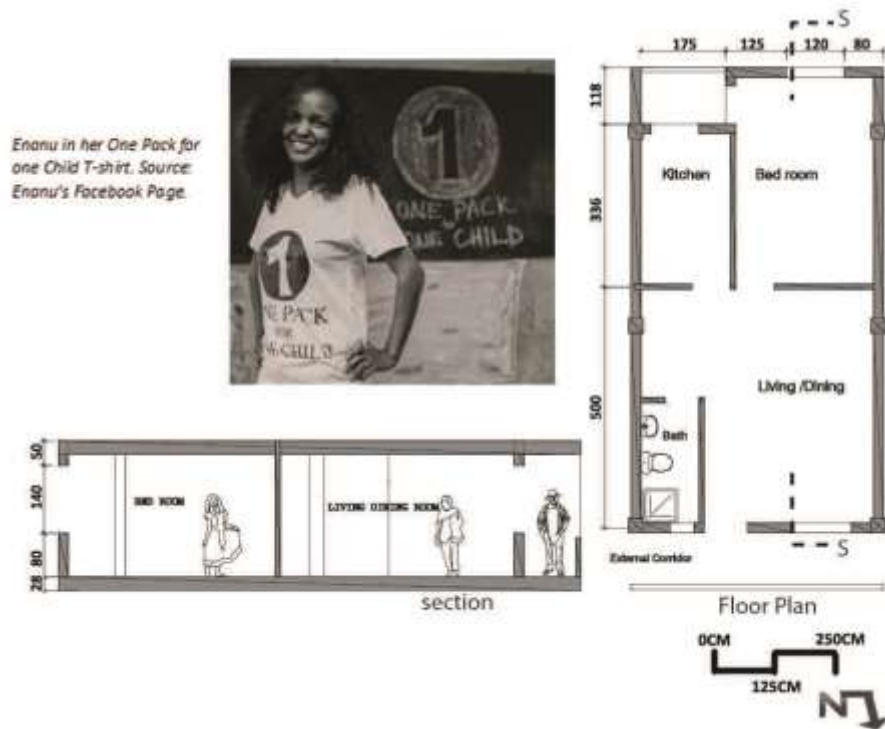 Enanu in her One Pack for
one Child T-shirt. Source:
Enanu's Facebook Page.
1
ONE PACK
ONE CHILD
1
NE PACK
FOR
CHILD
S
175
125
120
80
118
336
500
Kitchen
Bed room
Living /Dining
Bath
External Corridor
S
Floor Plan
50
140
80
28
BED ROOM
LIVING DINING ROOM
section
0CM
250CM
125CM
N